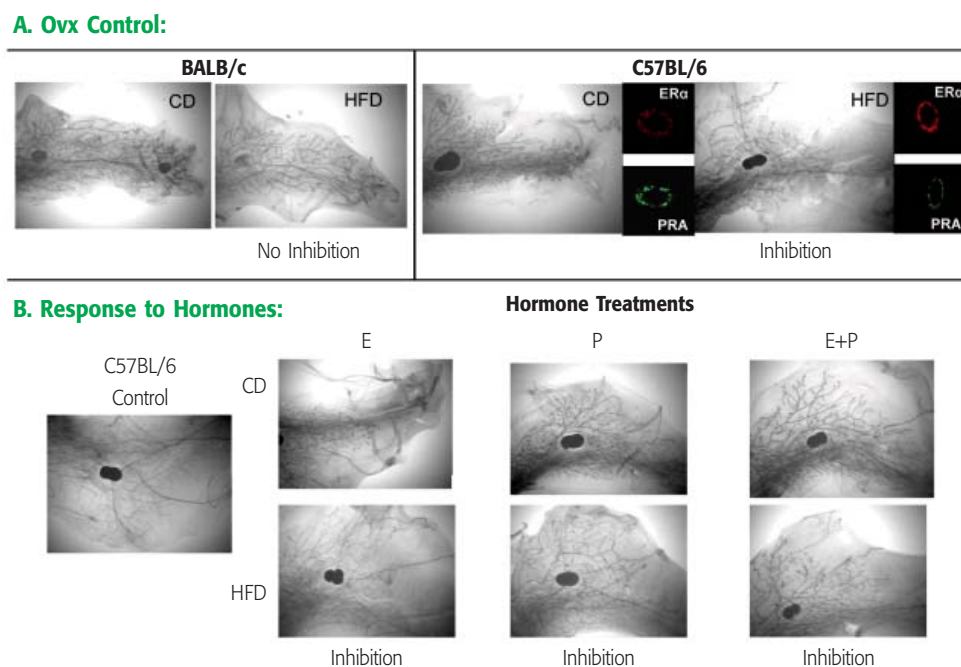 A. Ovx Control:
BALB/c
C57BL/6
CD
HFD
CD
ERα
HFD
ERα
PRA
PRA
No Inhibition
Inhibition
B. Response to Hormones:
Hormone Treatments
E
P
E+P
C57BL/6
Control
CD
HFD
Inhibition
Inhibition
Inhibition